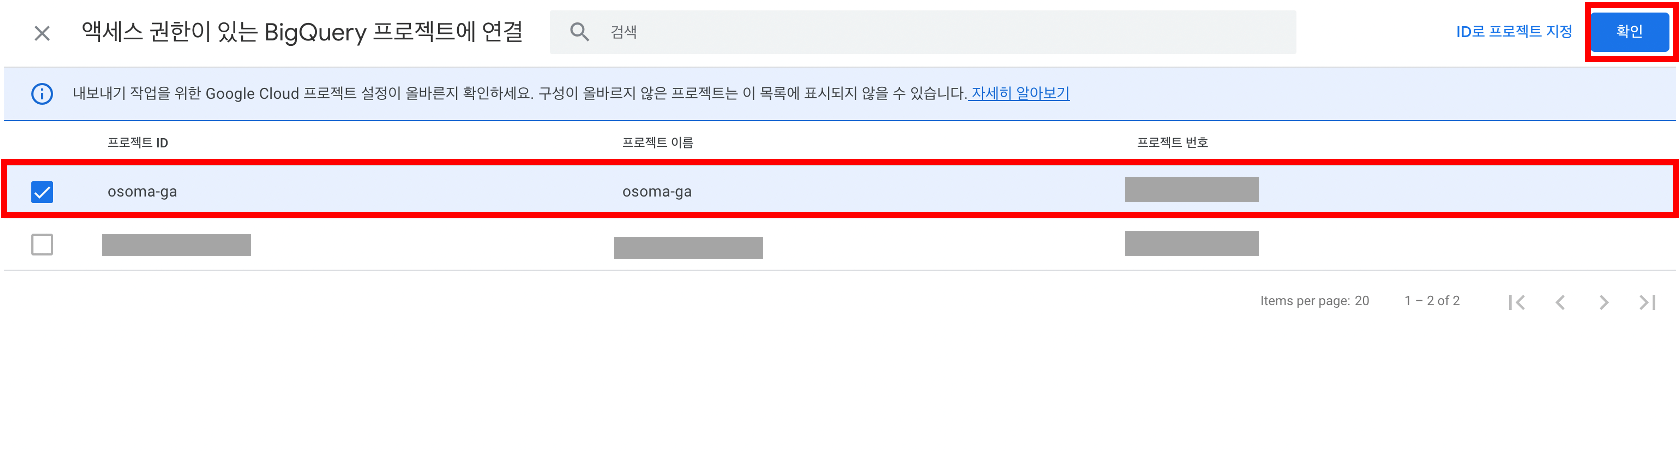 액세스 권한이 있는 BigQuery 프로젝트에 연결
검색
ID로 프로젝트 지정
확인
내보내기 작업을 위한 Google Cloud 프로젝트 설정이 올바른지 확인하세요. 구성이 올바르지 않은 프로젝트는 이 목록에 표시되지 않을 수 있습니다. 자세히 알아보기
프로젝트 ID 프로젝트 이름 프로젝트 번호
osoma-ga osoma-ga
Items per page: 20 1 – 2 of 2